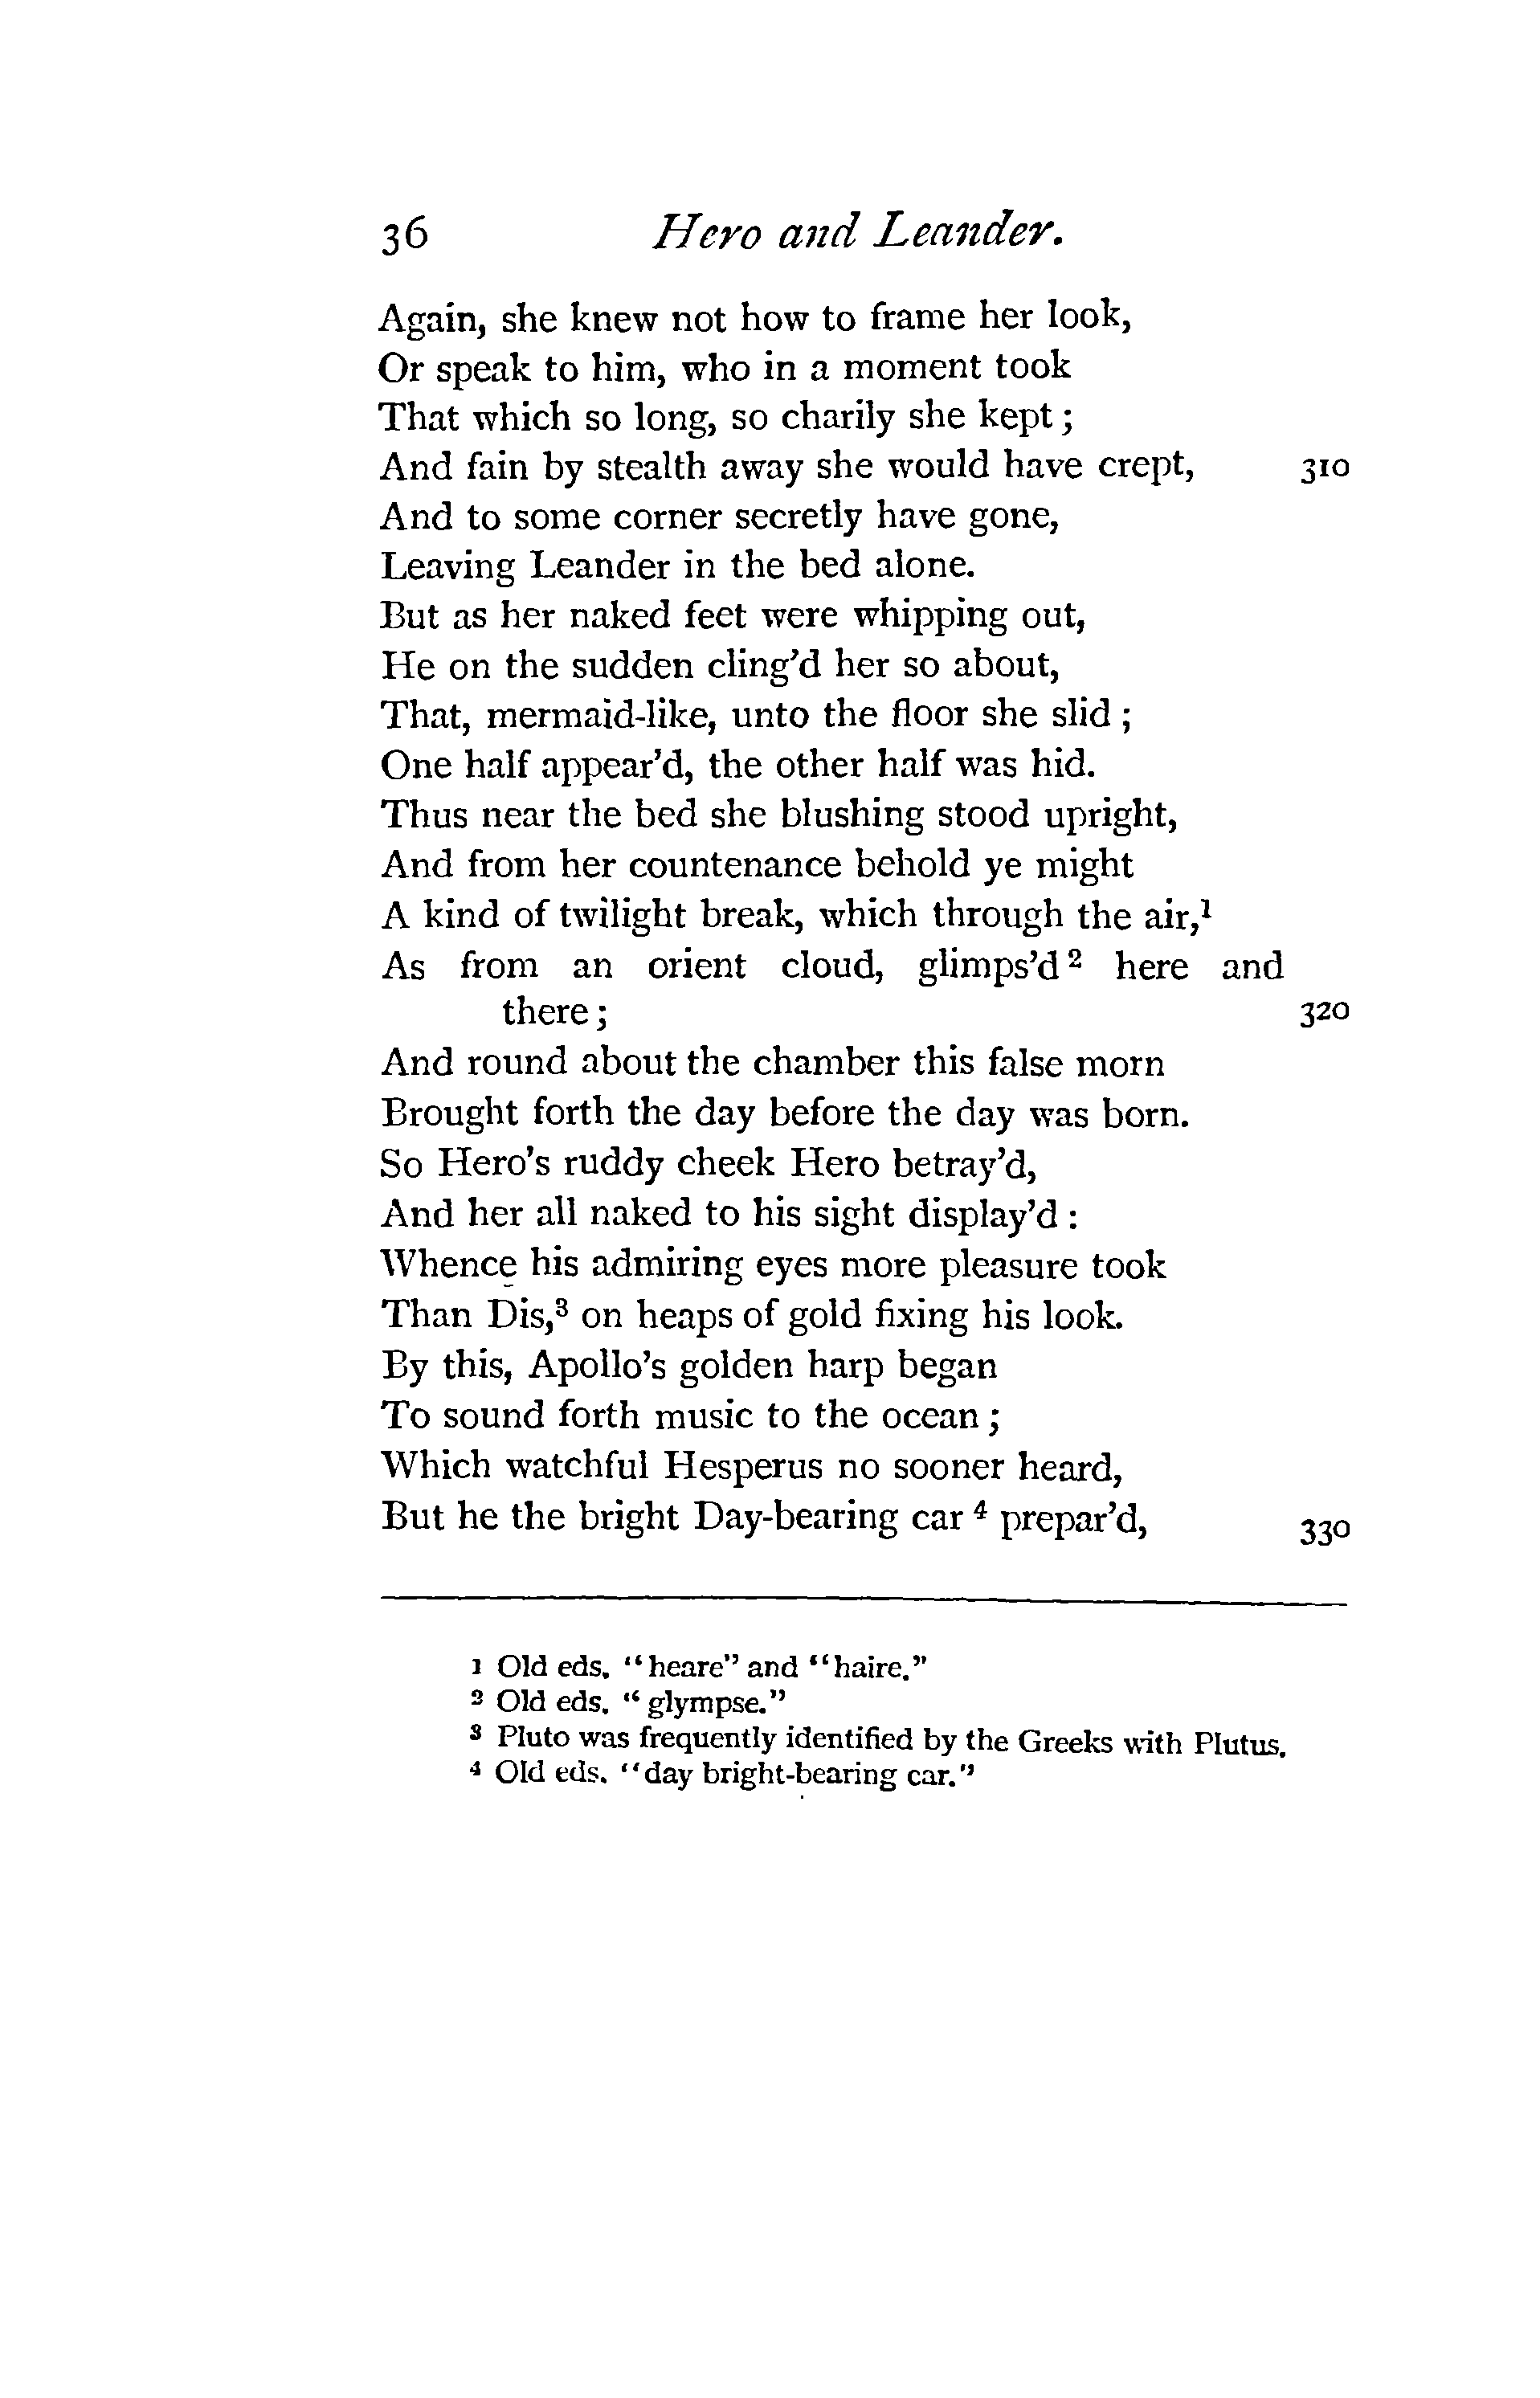 36 Hero and Leander.
Again, she knew not how to frame her look,
Or speak to him, who in a moment took
That which so long, so charily she kept ;
And fain by stealth away she would have crept, 310
And to some corner secretly have gone,
Leaving Leander in the bed alone.
But as her naked feet were whipping out,
He on the sudden cling'd her so about,
That, mermaid-like, unto the floor she slid ;
One half appear'd, the other half was hid.
Thus near the bed she blushing stood upright,
And from her countenance behold ye might
A kind of twilight break, which through the air,¹
As from an orient cloud, glimps'd ² here and
there ; 320
And round about the chamber this false morn
Brought forth the day before the day was born.
So Hero's ruddy cheek Hero betray'd,
And her all naked to his sight display'd :
Whence his admiring eyes more pleasure took
Than Dis,³ on heaps of gold fixing his look.
By this, Apollo's golden harp began
To sound forth music to the ocean ;
Which watchful Hesperus no sooner heard,
But he the bright Day-bearing car ⁴ prepar'd, 330
¹ Old eds. "heare" and "haire."
² Old eds. "glympse."
³ Pluto was frequently identified by the Greeks with Plutus.
⁴ Old eds. "day bright-bearing car."